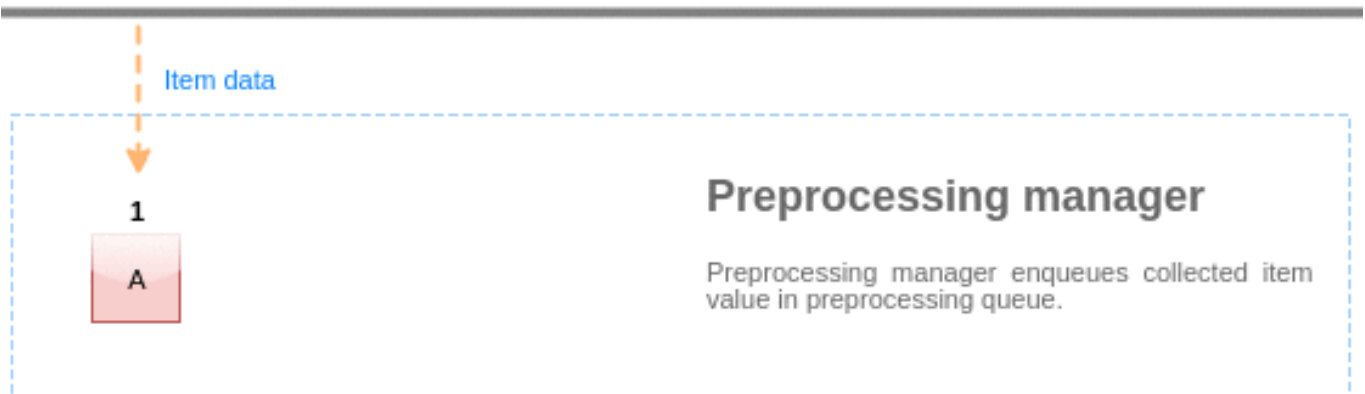 Item data
1
A
Preprocessing manager
Preprocessing manager enqueues collected item
value in preprocessing queue.